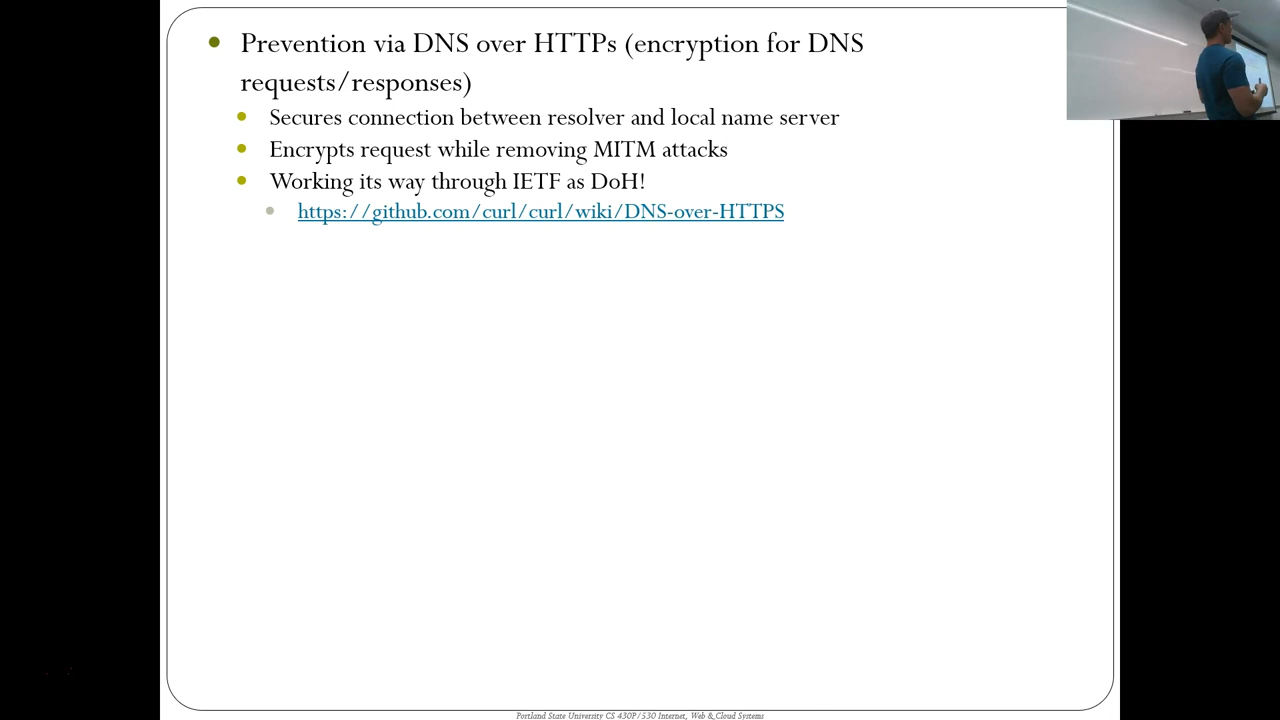 Prevention via DNS over HTTPs (encryption for DNS
requests/responses)
Secures connection between resolver and local name server
Encrypts request while removing MITM attacks
Working its way through IETF as DoH!
https://github.com/curl/curl/wiki/DNS-over-HTTPS
Portland State University CS 430P/530 Internet, Web & Cloud Systems